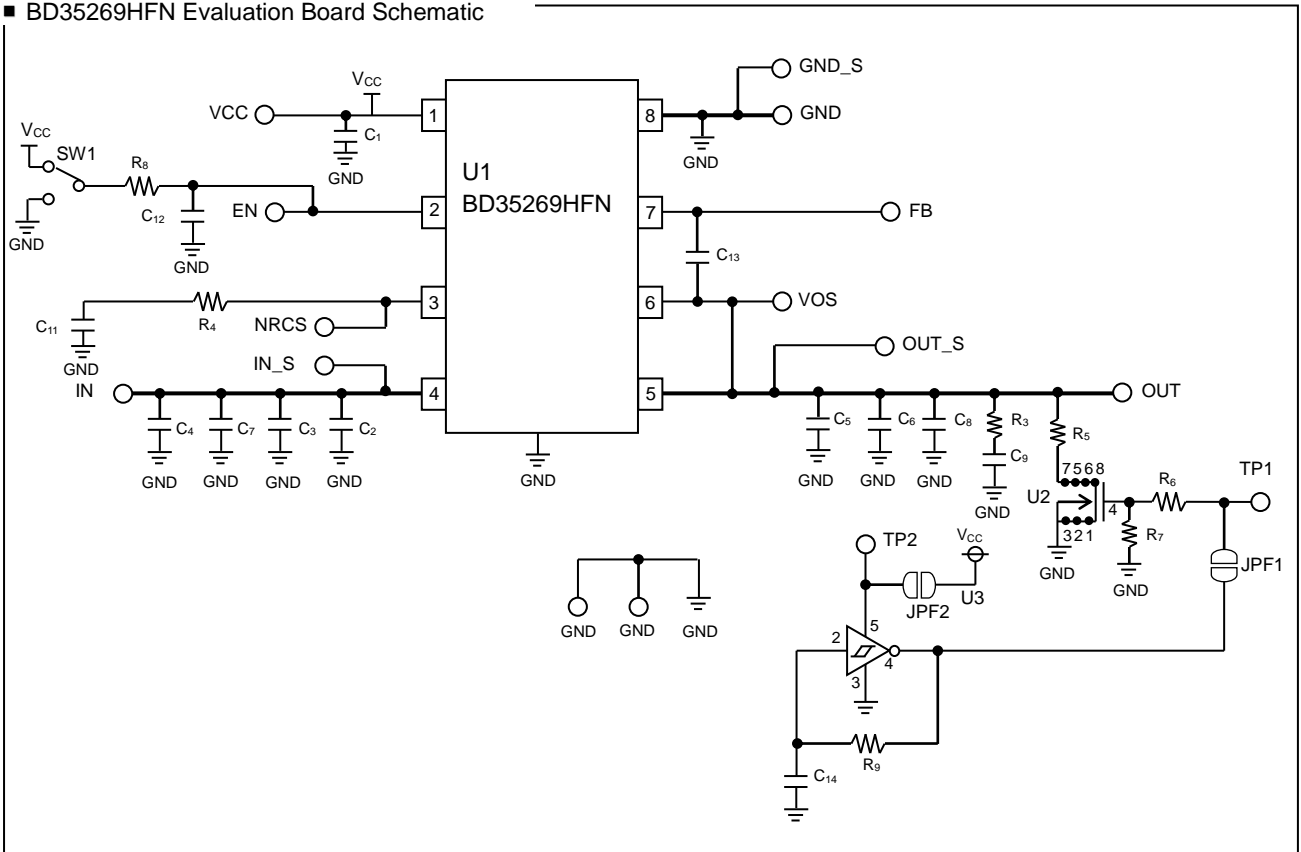 ■ BD35269HFN Evaluation Board Schematic
GND_S
VCC
VCC
1
8
GND
VCC
C1
GND
GND
SW1
R8
U1
BD35269HFN
EN
2
7
FB
C12
GND
GND
C13
3
6
VOS
C11
R4
NRCS
GND
IN_S
OUT_S
IN
4
5
OUT
C4
C7
C3
C2
C5
C6
C8
R3
R5
GND
GND
GND
GND
GND
GND
GND
GND
C9
GND
7568
U2
4
321
GND
R6
TP1
R7
GND
JPF1
TP2
VCC
JPF2
U3
GND
GND
GND
5
2
4
3
R9
C14